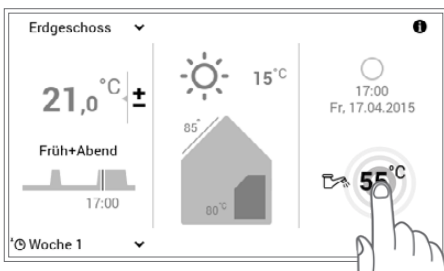 Erdgeschoss
21,0 °C ±
Früh+Abend
17:00
Woche 1
15°C
85°
80 °C
17:00
Fr, 17.04.2015
55°C